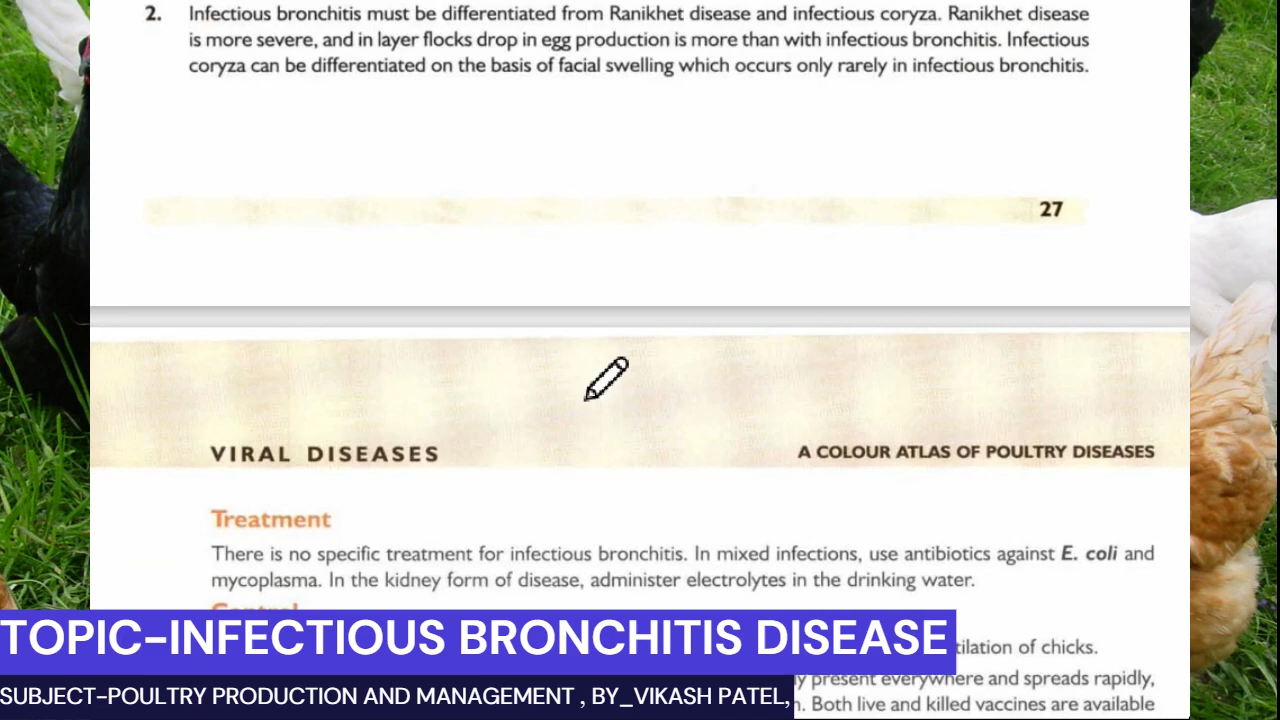 2. Infectious bronchitis must be differentiated from Ranikhet disease and infectious coryza. Ranikhet disease
is more severe, and in layer flocks drop in egg production is more than with infectious bronchitis. Infectious
coryza can be differentiated on the basis of facial swelling which occurs only rarely in infectious bronchitis.
27
VIRAL DISEASES
A COLOUR ATLAS OF POULTRY DISEASES
Treatment
There is no specific treatment for infectious bronchitis. In mixed infections, use antibiotics against E. coli and
mycoplasma. In the kidney form of disease, administer electrolytes in the drinking water.
Control
TOPIC-INFECTIOUS BRONCHITIS DISEASE
of chicks.
SUBJECT-POULTRY PRODUCTION AND MANAGEMENT , BY_VIKASH PATEL,
present everywhere and spreads rapidly,
Both live and killed vaccines are available